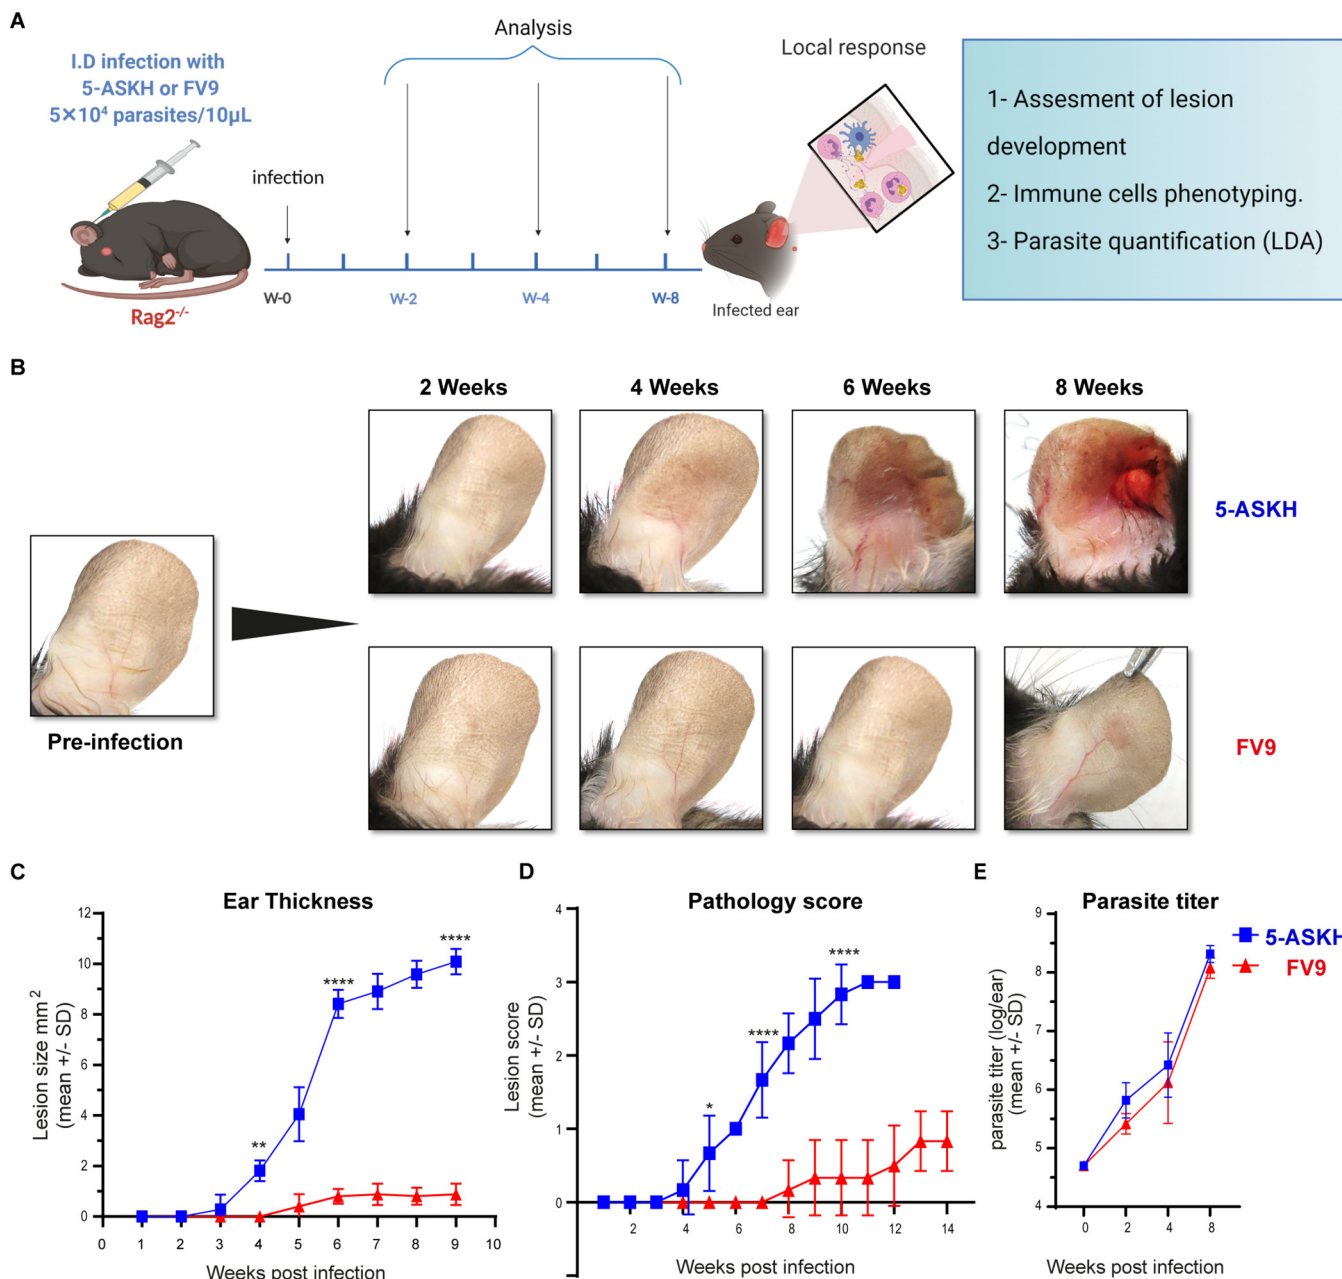 A
I.D infection with
5-ASKH or FV9
5×10⁴ parasites/10µL
Rag2-/-
infection
Analysis
W-0
W-2
W-4
W-8
Local response
Infected ear
1- Assesment of lesion
development
2- Immune cells phenotyping.
3- Parasite quantification (LDA)
B
2 Weeks
4 Weeks
6 Weeks
8 Weeks
5-ASKH
Pre-infection
FV9
C
Ear Thickness
Lesion size mm 2
(mean +/- SD)
12
10
8
6
4
2
0
**
****
****
0 1 2 3 4 5 6 7 8 9 10
Weeks post infection
D
Pathology score
Lesion score
(mean +/- SD)
4
3
2
1
0
*
****
****
2 4 6 8 10 12 14
Weeks post infection
E
Parasite titer
parasite titer (log/ear)
(mean +/- SD)
9
8
7
6
5
4
0 2 4 8
Weeks post infection
5-ASKH
FV9